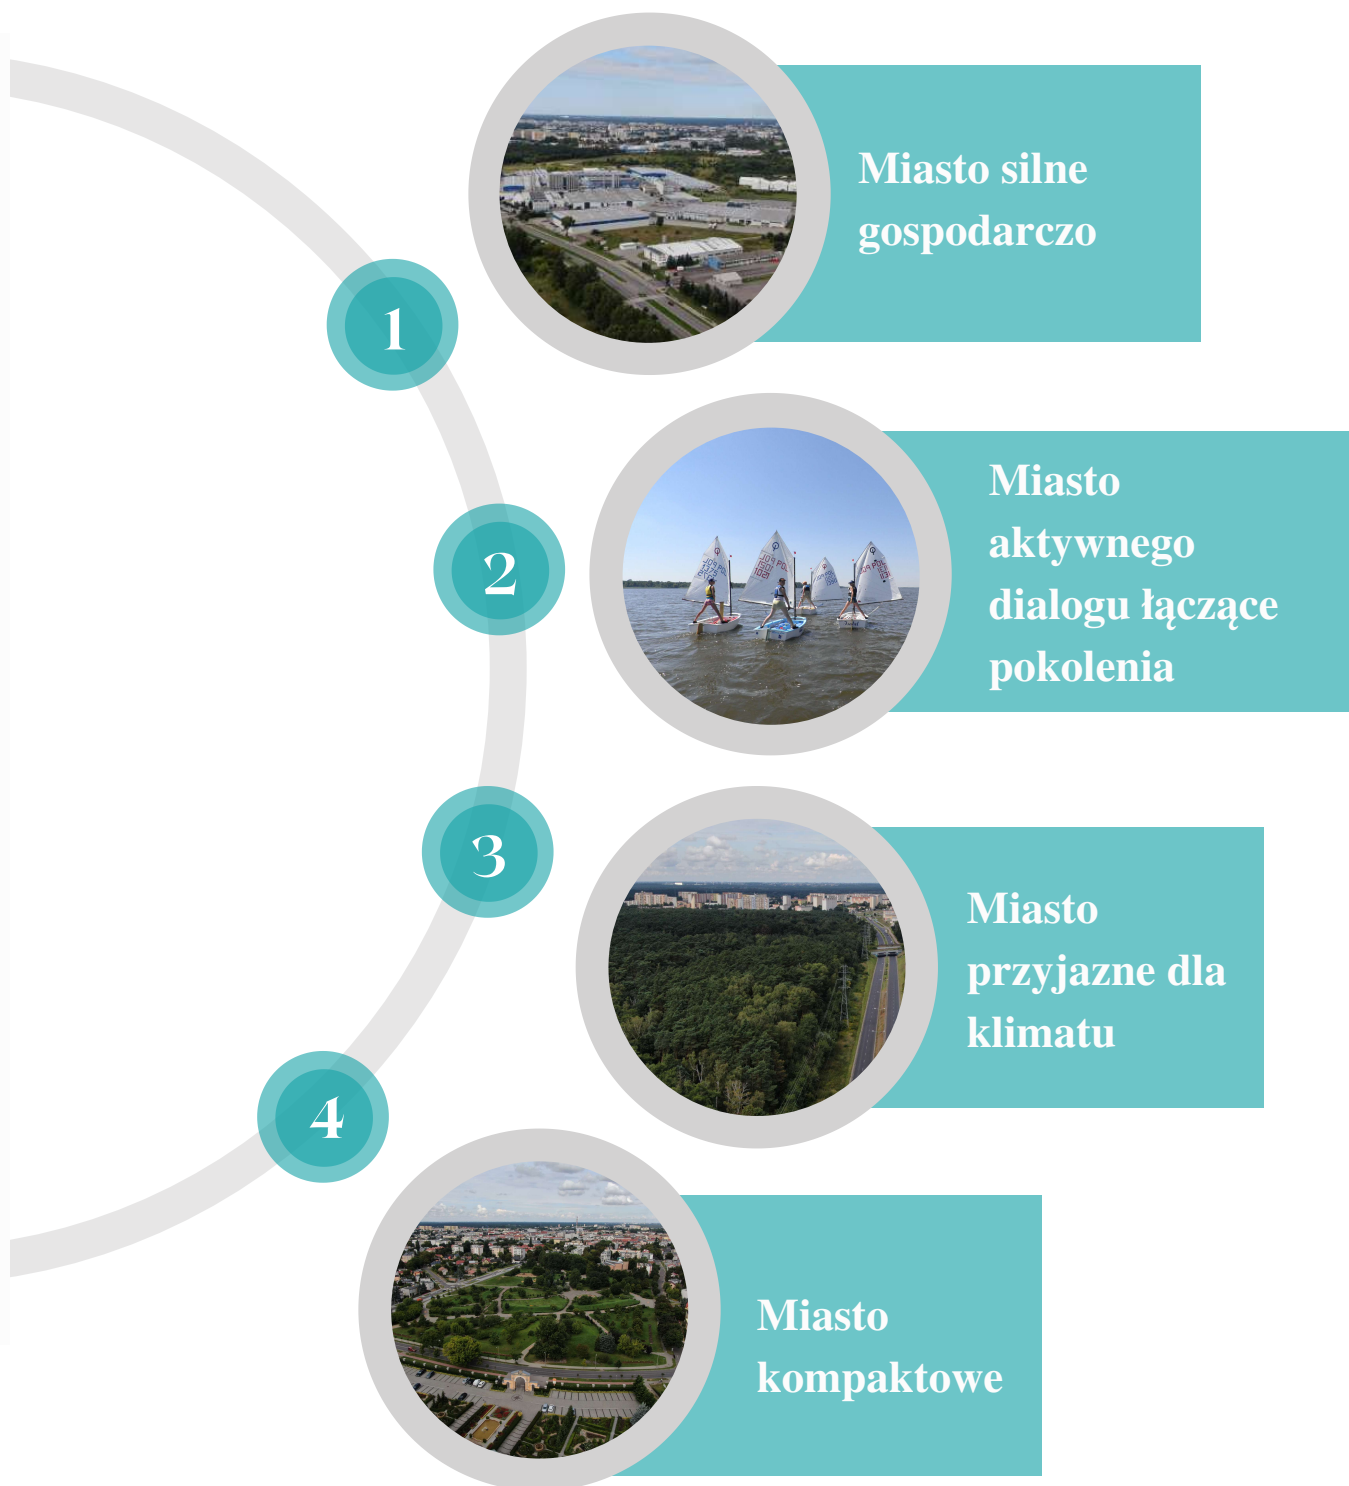 1
Miasto silne
gospodarczo
2
Miasto
aktywnego
dialogu łączące
pokolenia
3
Miasto
przyjazne dla
klimatu
4
Miasto
kompaktowe